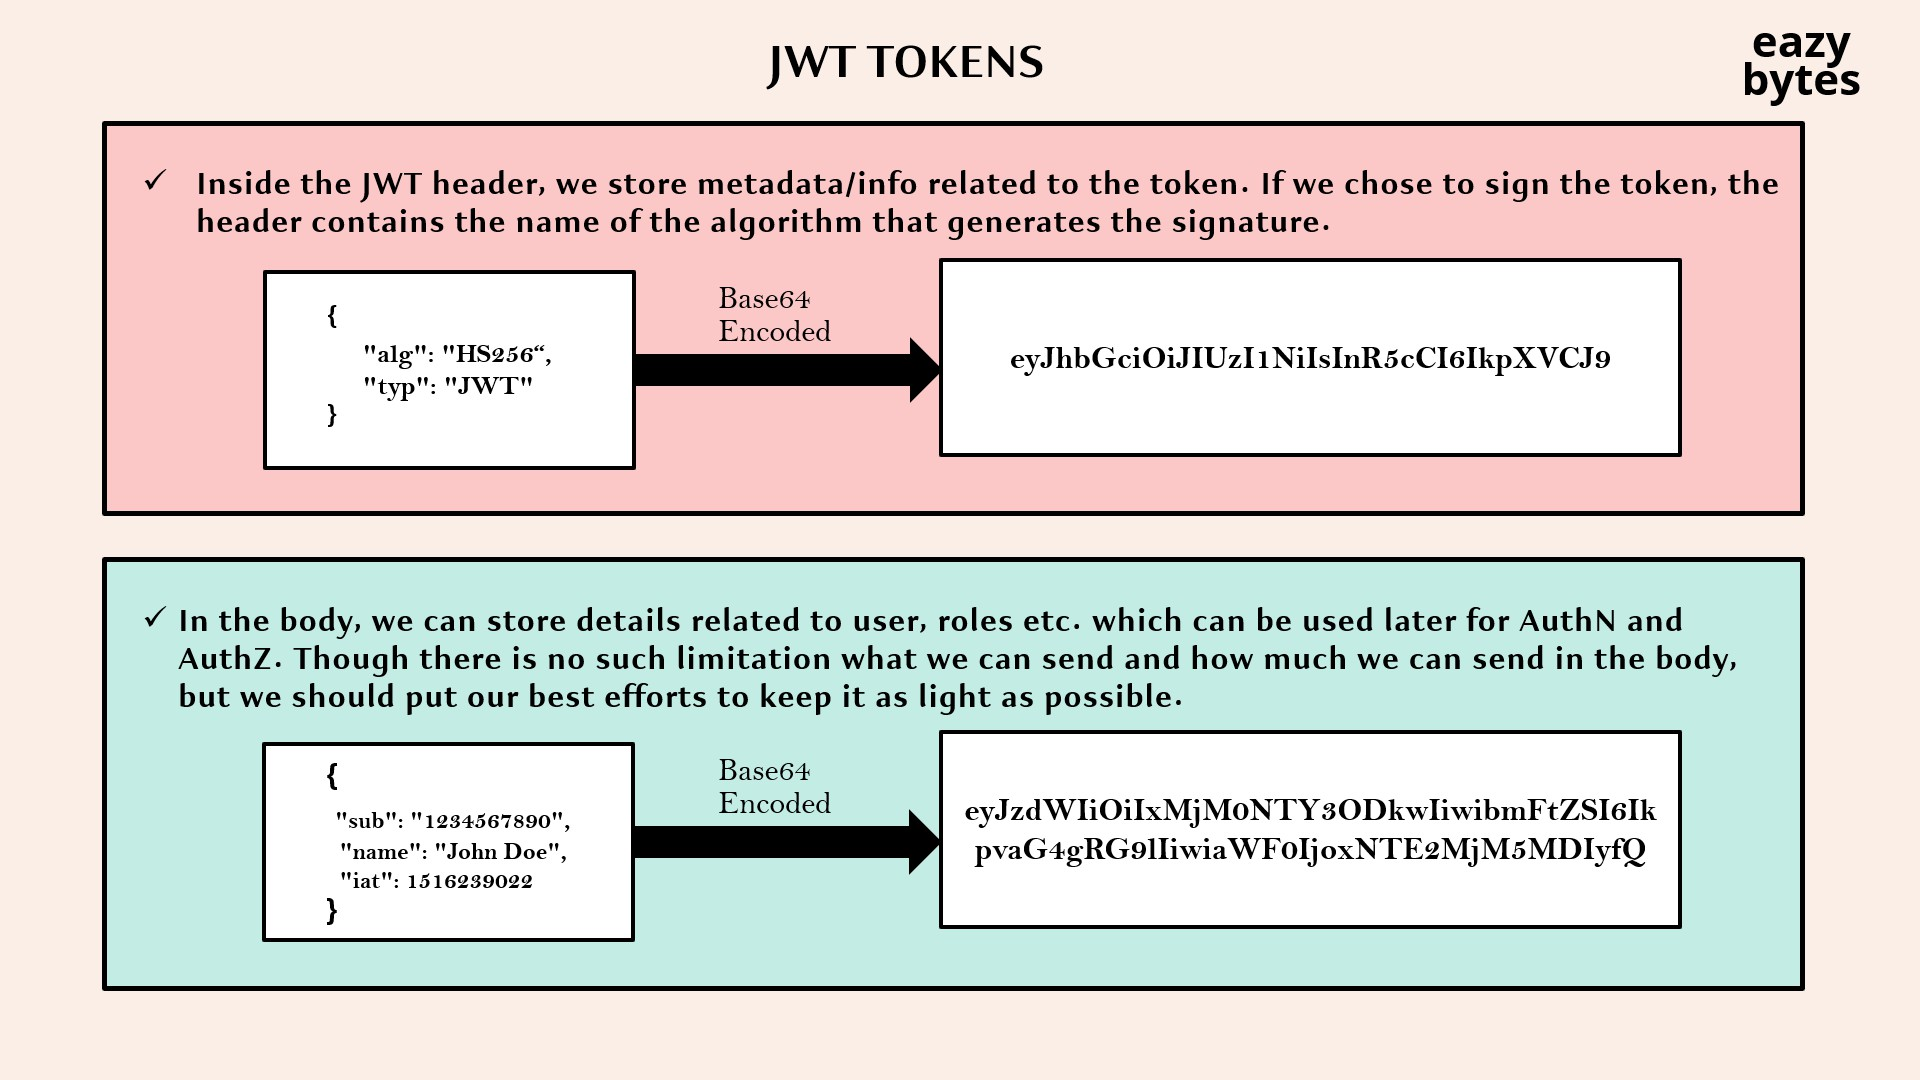 JWT TOKENS
eazy
bytes
✓ Inside the JWT header, we store metadata/info related to the token. If we chose to sign the token, the
header contains the name of the algorithm that generates the signature.
{
"alg": "HS256“,
"typ": "JWT"
}
Base64
Encoded
eyJhbGciOiJIUzI1NiIsInR5cCI6IkpXVCJ9
✓ In the body, we can store details related to user, roles etc. which can be used later for AuthN and
AuthZ. Though there is no such limitation what we can send and how much we can send in the body,
but we should put our best efforts to keep it as light as possible.
{
"sub": "1234567890",
"name": "John Doe",
"iat": 1516239022
}
Base64
Encoded
eyJzdWIiOiIxMjM0NTY3ODkwIiwibmFtZSI6Ik
pvaG4gRG9lIiwiaWF0IjoxNTE2MjM5MDIyfQ